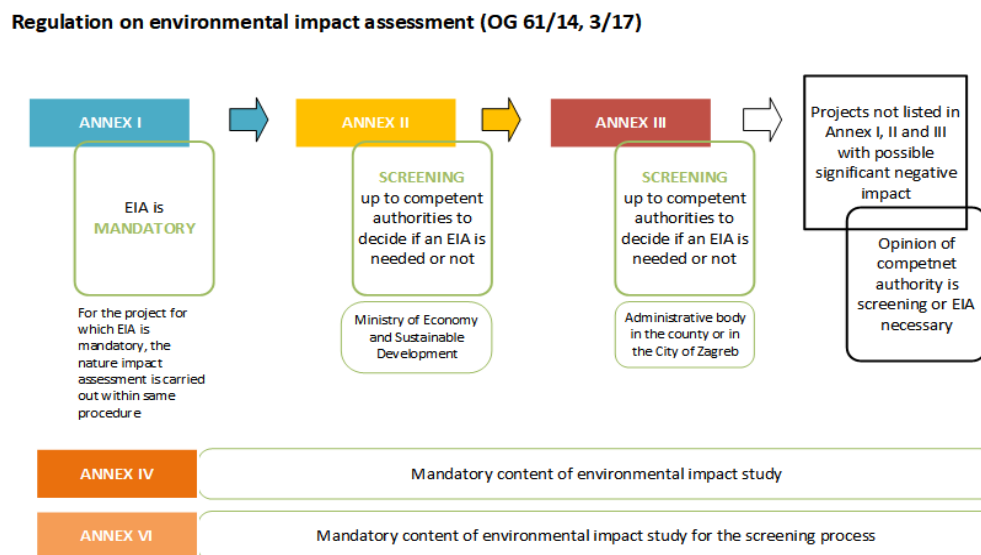 Regulation on environmental impact assessment (OG 61/14, 3/17)
ANNEX I
EIA is
MANDATORY
For the project for
which EIA is
mandatory, the
nature impact
assessment is carried
out within same
procedure
ANNEX II
SCREENING
up to competent
authorities to
decide if an EIA is
needed or not
Ministry of Economy
and Sustainable
Development
ANNEX III
SCREENING
up to competent
authorities to
decide if an EIA is
needed or not
Administrative body
in the county or in
the City of Zagreb
Projects not listed in
Annex I, II and III
with possible
significant negative
impact
Opinion of
competnet
authority is
screening or EIA
necessary
ANNEX IV
Mandatory content of environmental impact study
ANNEX VI
Mandatory content of environmental impact study for the screening process